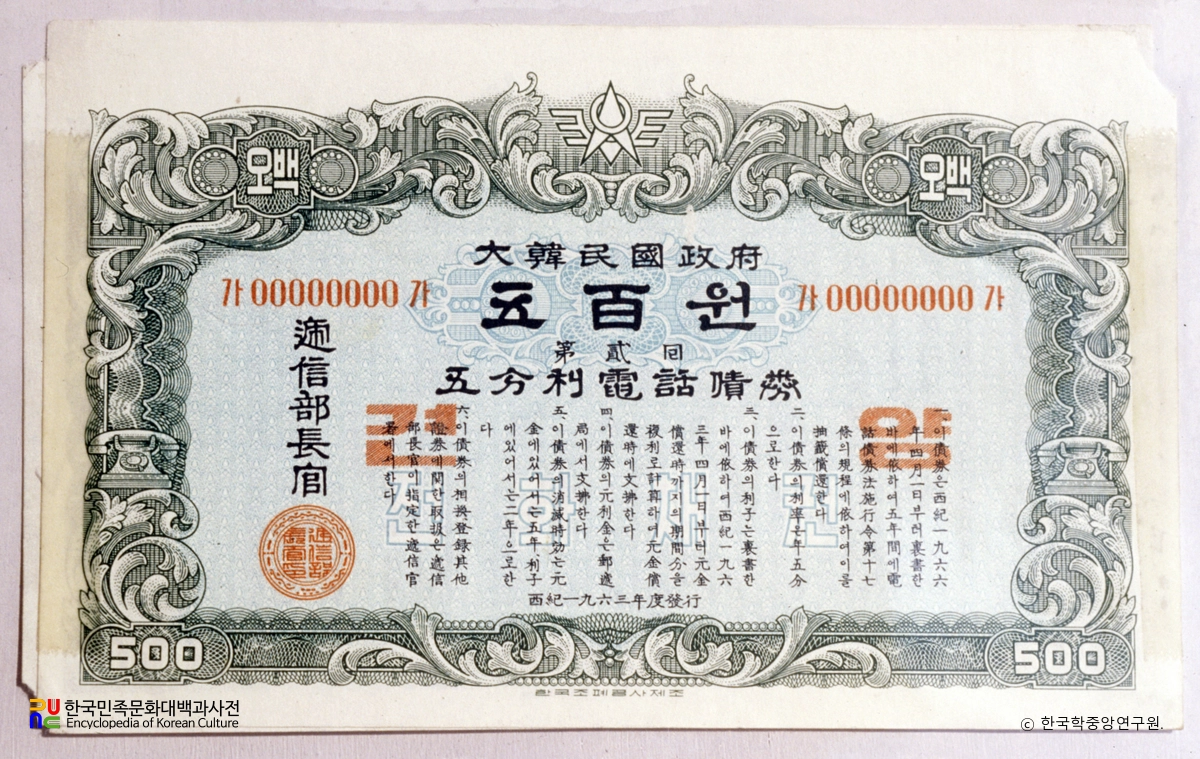 오백
오백
大韓民國政府
가 00000000 가
五百원
가 00000000 가
第貳回
五分利電話債券
견
양
전화채권
一、이債券은西紀一九六六
年四月一日부터裏書한
바에依하여五年間에電
話債券法施行令第十七
條의規程에依하여이를
抽籤償還한다
二、이債券의利率은年五分
으로한다
三、이債券의利子는裏書한
바에依하여西紀一九六
三年四月一日부터元金
償還時까지의期間分을
複利로計算하여元金償
還時에支拂한다
四、이債券의元利金은郵遞
局에서支拂한다
五、이債券의消滅時効는元
金에있어서는五年、利子
에있어서는二年으로한
다
六、이債券의相換登錄其他
證券에関한取扱은遞信
部長官이指定한遞信官
署에서한다
遞信部長官
遞信部長官印
西紀一九六三年度發行
500
500
한국조폐공사제조
한국민족문화대백과사전
Encyclopedia of Korean Culture
© 한국학중앙연구원.